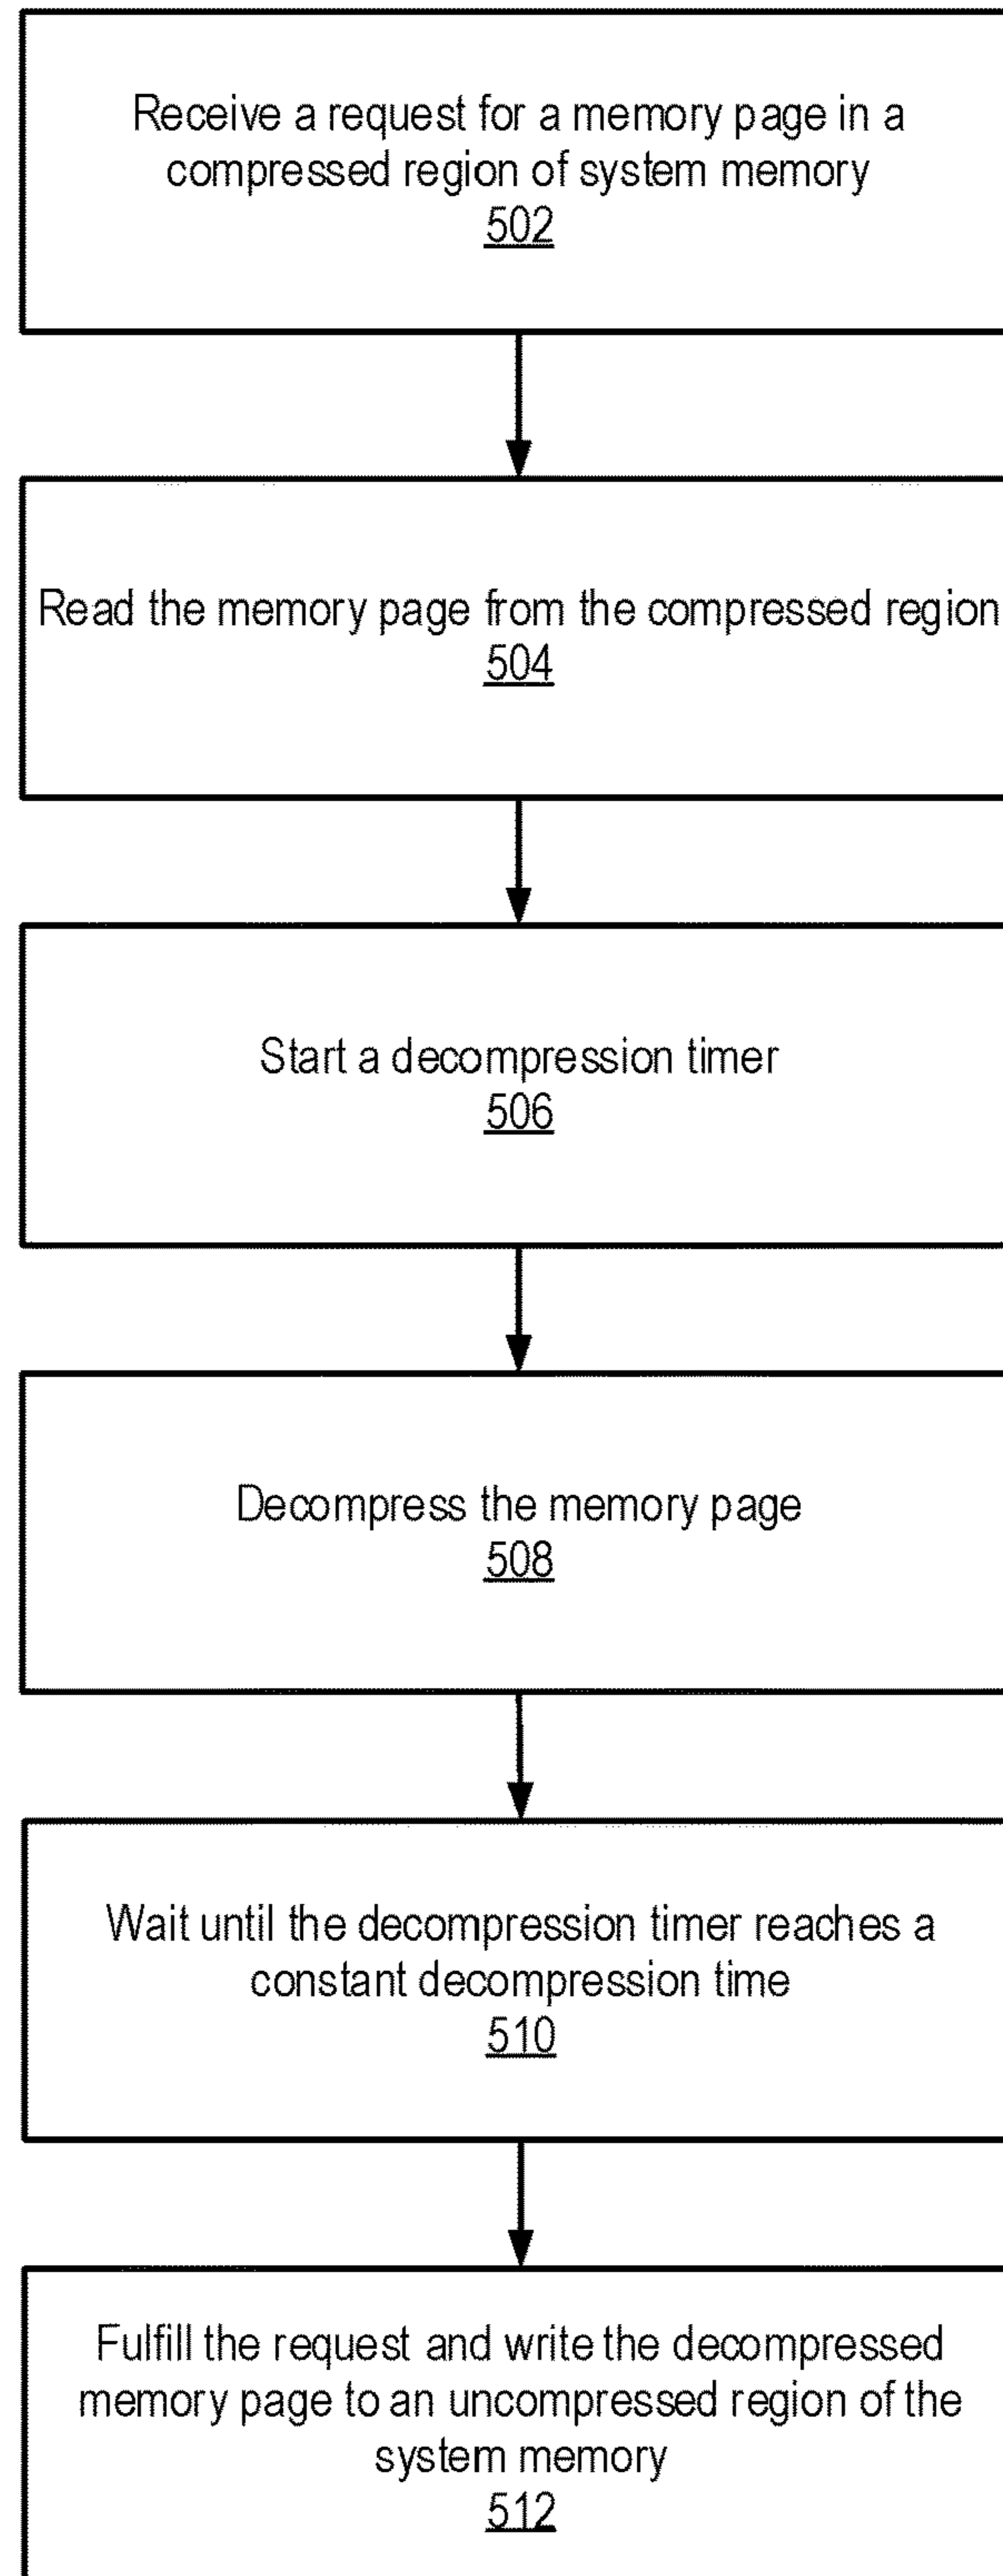 Receive a request for a memory page in a
compressed region of system memory
502
Read the memory page from the compressed region
504
Start a decompression timer
506
Decompress the memory page
508
Wait until the decompression timer reaches a
constant decompression time
510
Fulfill the request and write the decompressed
memory page to an uncompressed region of the
system memory
512